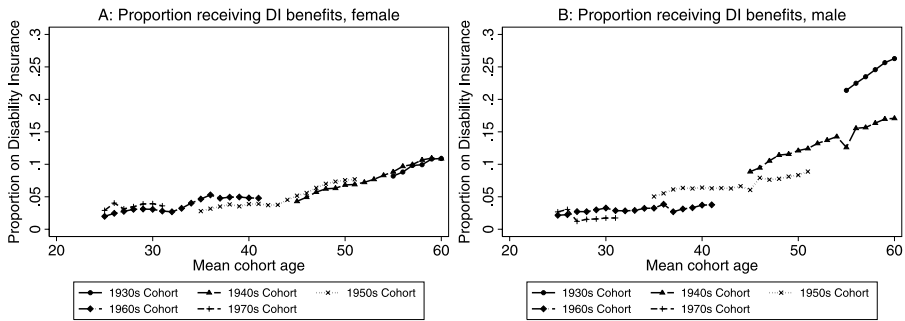 A: Proportion receiving DI benefits, female
Proportion on Disability Insurance
.3
.25
.2
.15
.1
.05
0
20 30 40 50 60
Mean cohort age
1930s Cohort 1940s Cohort 1950s Cohort
1960s Cohort 1970s Cohort
B: Proportion receiving DI benefits, male
Proportion on Disability Insurance
.3
.25
.2
.15
.1
.05
0
20 30 40 50 60
Mean cohort age
1930s Cohort 1940s Cohort 1950s Cohort
1960s Cohort 1970s Cohort